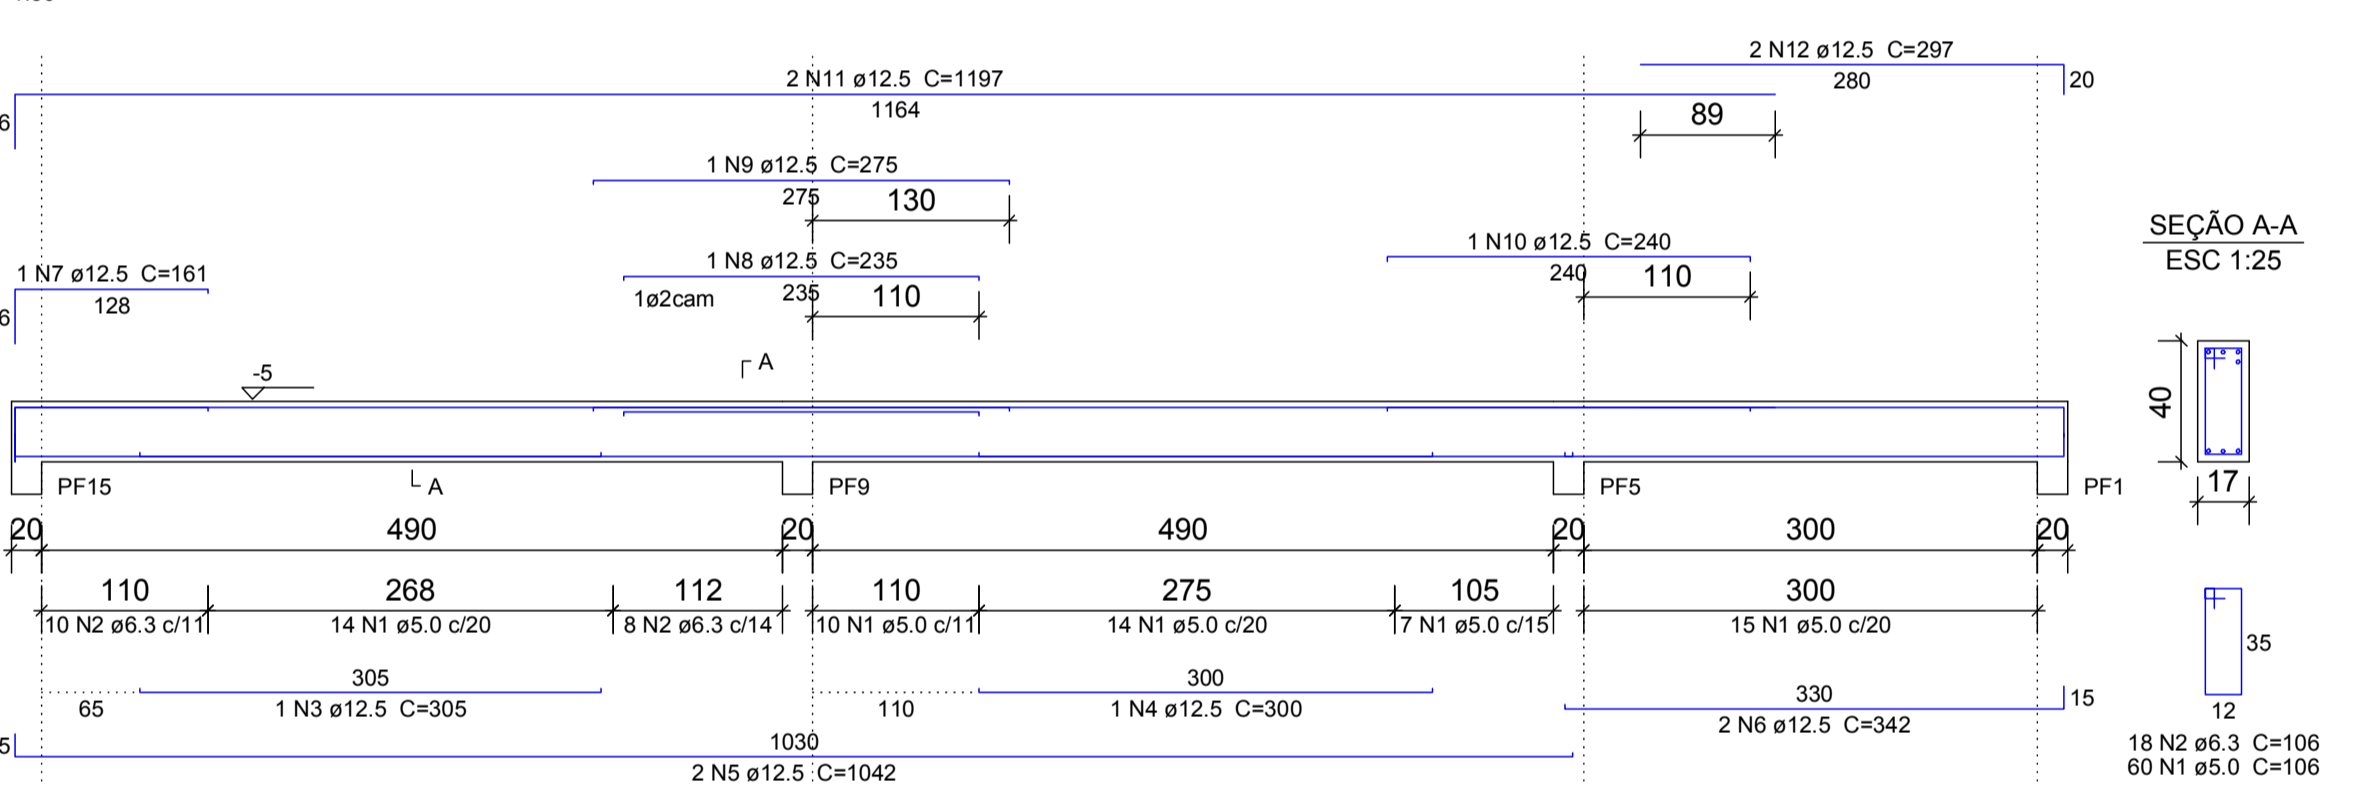 2 N12 ø12.5 C=297
280
20
2 N11 ø12.5 C=1197
1164
6
89
1 N9 ø12.5 C=275
275
130
1 N10 ø12.5 C=240
240
110
1 N8 ø12.5 C=235
1ø2cam
235
110
1 N7 ø12.5 C=161
128
6
SEÇÃO A-A
ESC 1:25
40
17
A
-5
PF15
A
PF9
PF5
PF1
20 490 20 490 20 300 20
110 268 112 110 275 105 300
10 N2 ø6.3 c/11 14 N1 ø5.0 c/20 8 N2 ø6.3 c/14 10 N1 ø5.0 c/11 14 N1 ø5.0 c/20 7 N1 ø5.0 c/15 15 N1 ø5.0 c/20
305
65
1 N3 ø12.5 C=305
300
110
1 N4 ø12.5 C=300
330
15
2 N6 ø12.5 C=342
5
1030
2 N5 ø12.5 C=1042
35
12
18 N2 ø6.3 C=106
60 N1 ø5.0 C=106